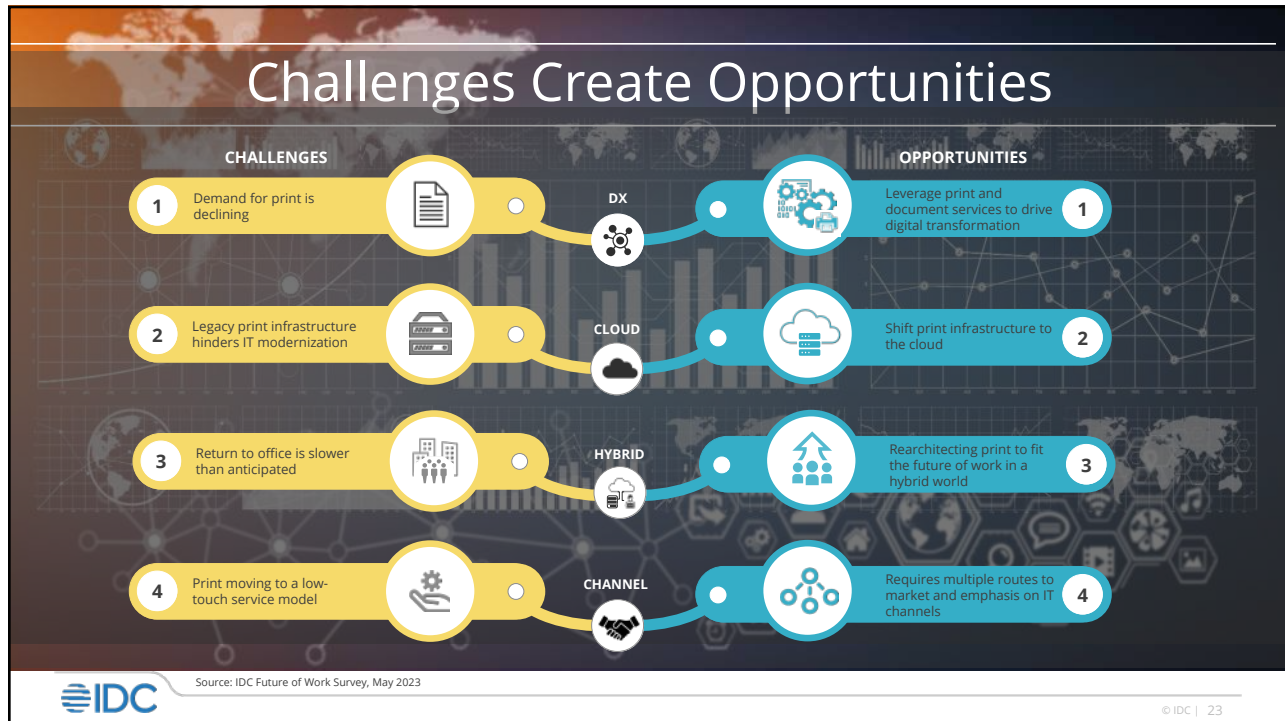 Challenges Create Opportunities
CHALLENGES
OPPORTUNITIES
1
Demand for print is
declining
DX
Leverage print and
document services to drive
digital transformation
1
2
Legacy print infrastructure
hinders IT modernization
CLOUD
Shift print infrastructure to
the cloud
2
3
Return to office is slower
than anticipated
HYBRID
Rearchitecting print to fit
the future of work in a
hybrid world
3
4
Print moving to a low-
touch service model
CHANNEL
Requires multiple routes to
market and emphasis on IT
channels
4
IDC
Source: IDC Future of Work Survey, May 2023
© IDC | 23